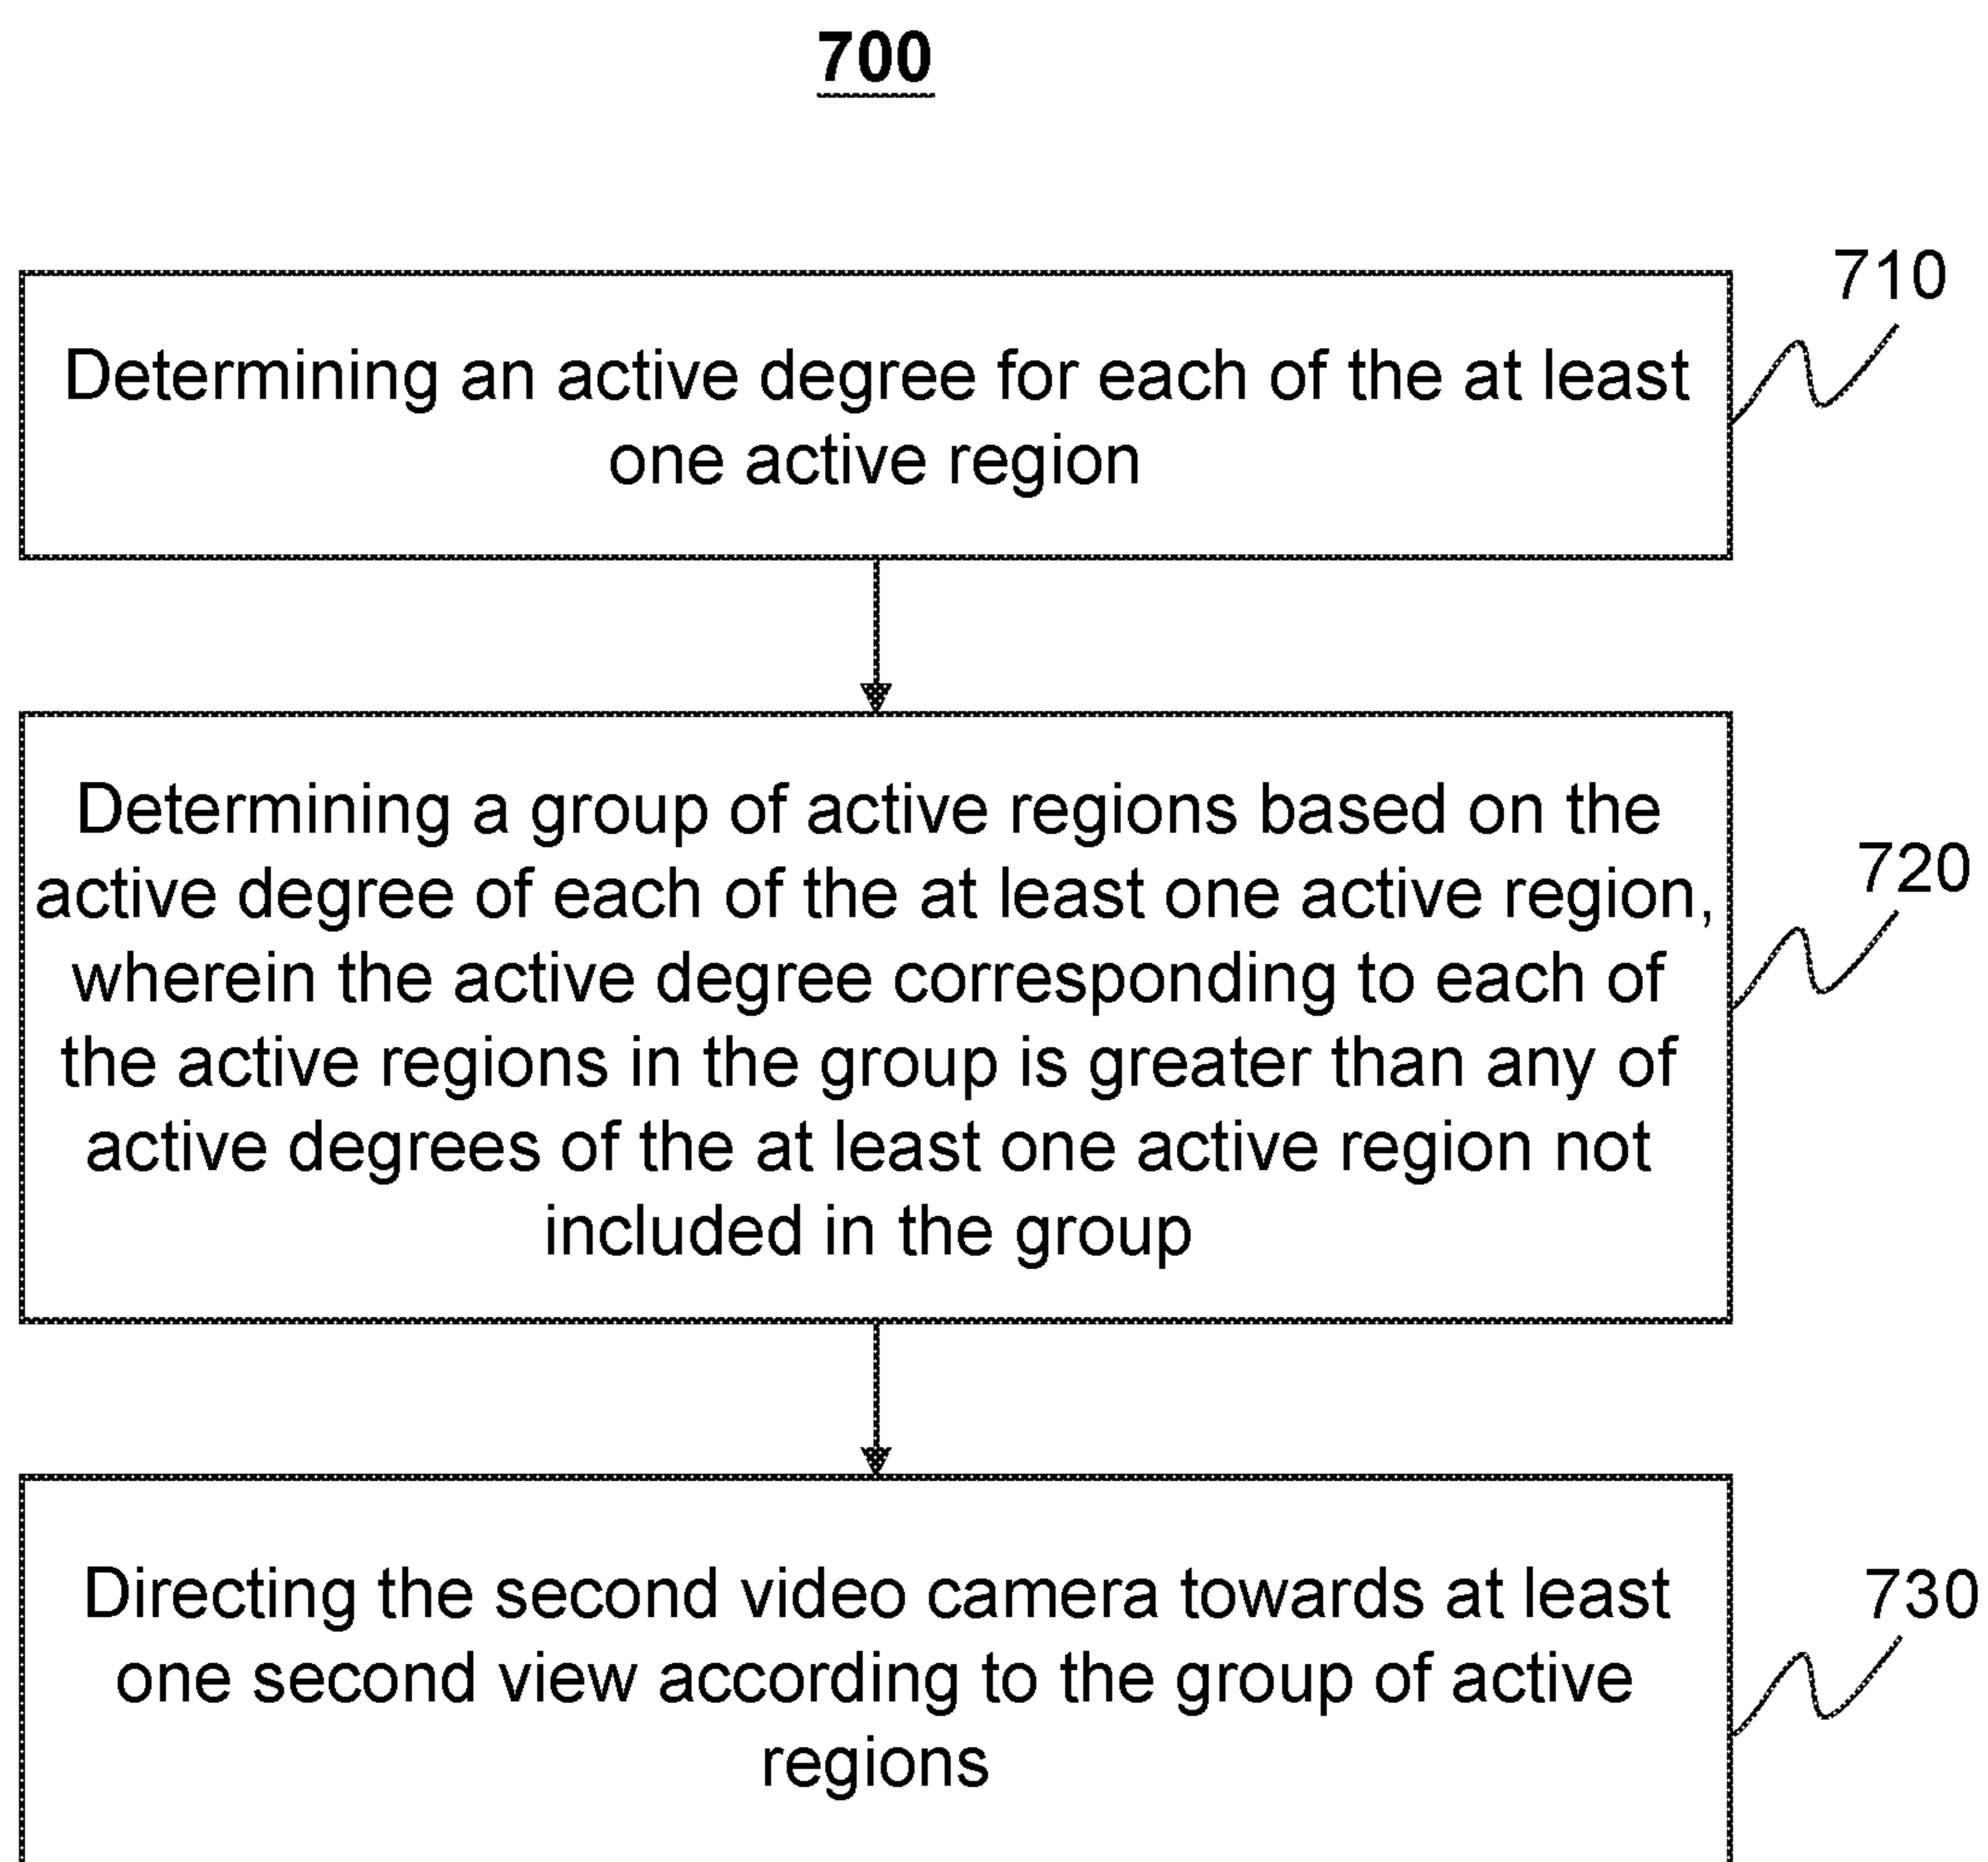 700
710
Determining an active degree for each of the at least
one active region
720
Determining a group of active regions based on the
active degree of each of the at least one active region,
wherein the active degree corresponding to each of
the active regions in the group is greater than any of
active degrees of the at least one active region not
included in the group
730
Directing the second video camera towards at least
one second view according to the group of active
regions